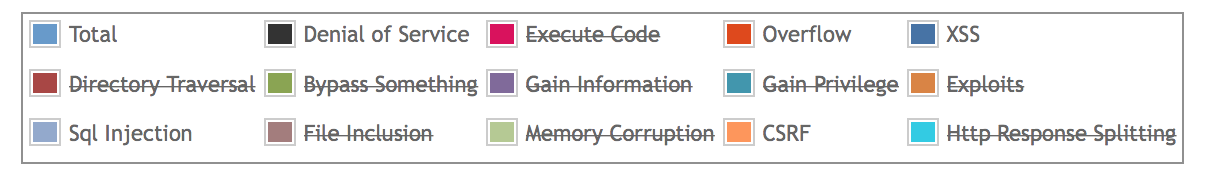 Total Denial of Service Execute Code Overflow XSS
Directory Traversal Bypass Something Gain Information Gain Privilege Exploits
Sql Injection File Inclusion Memory Corruption CSRF Http Response Splitting